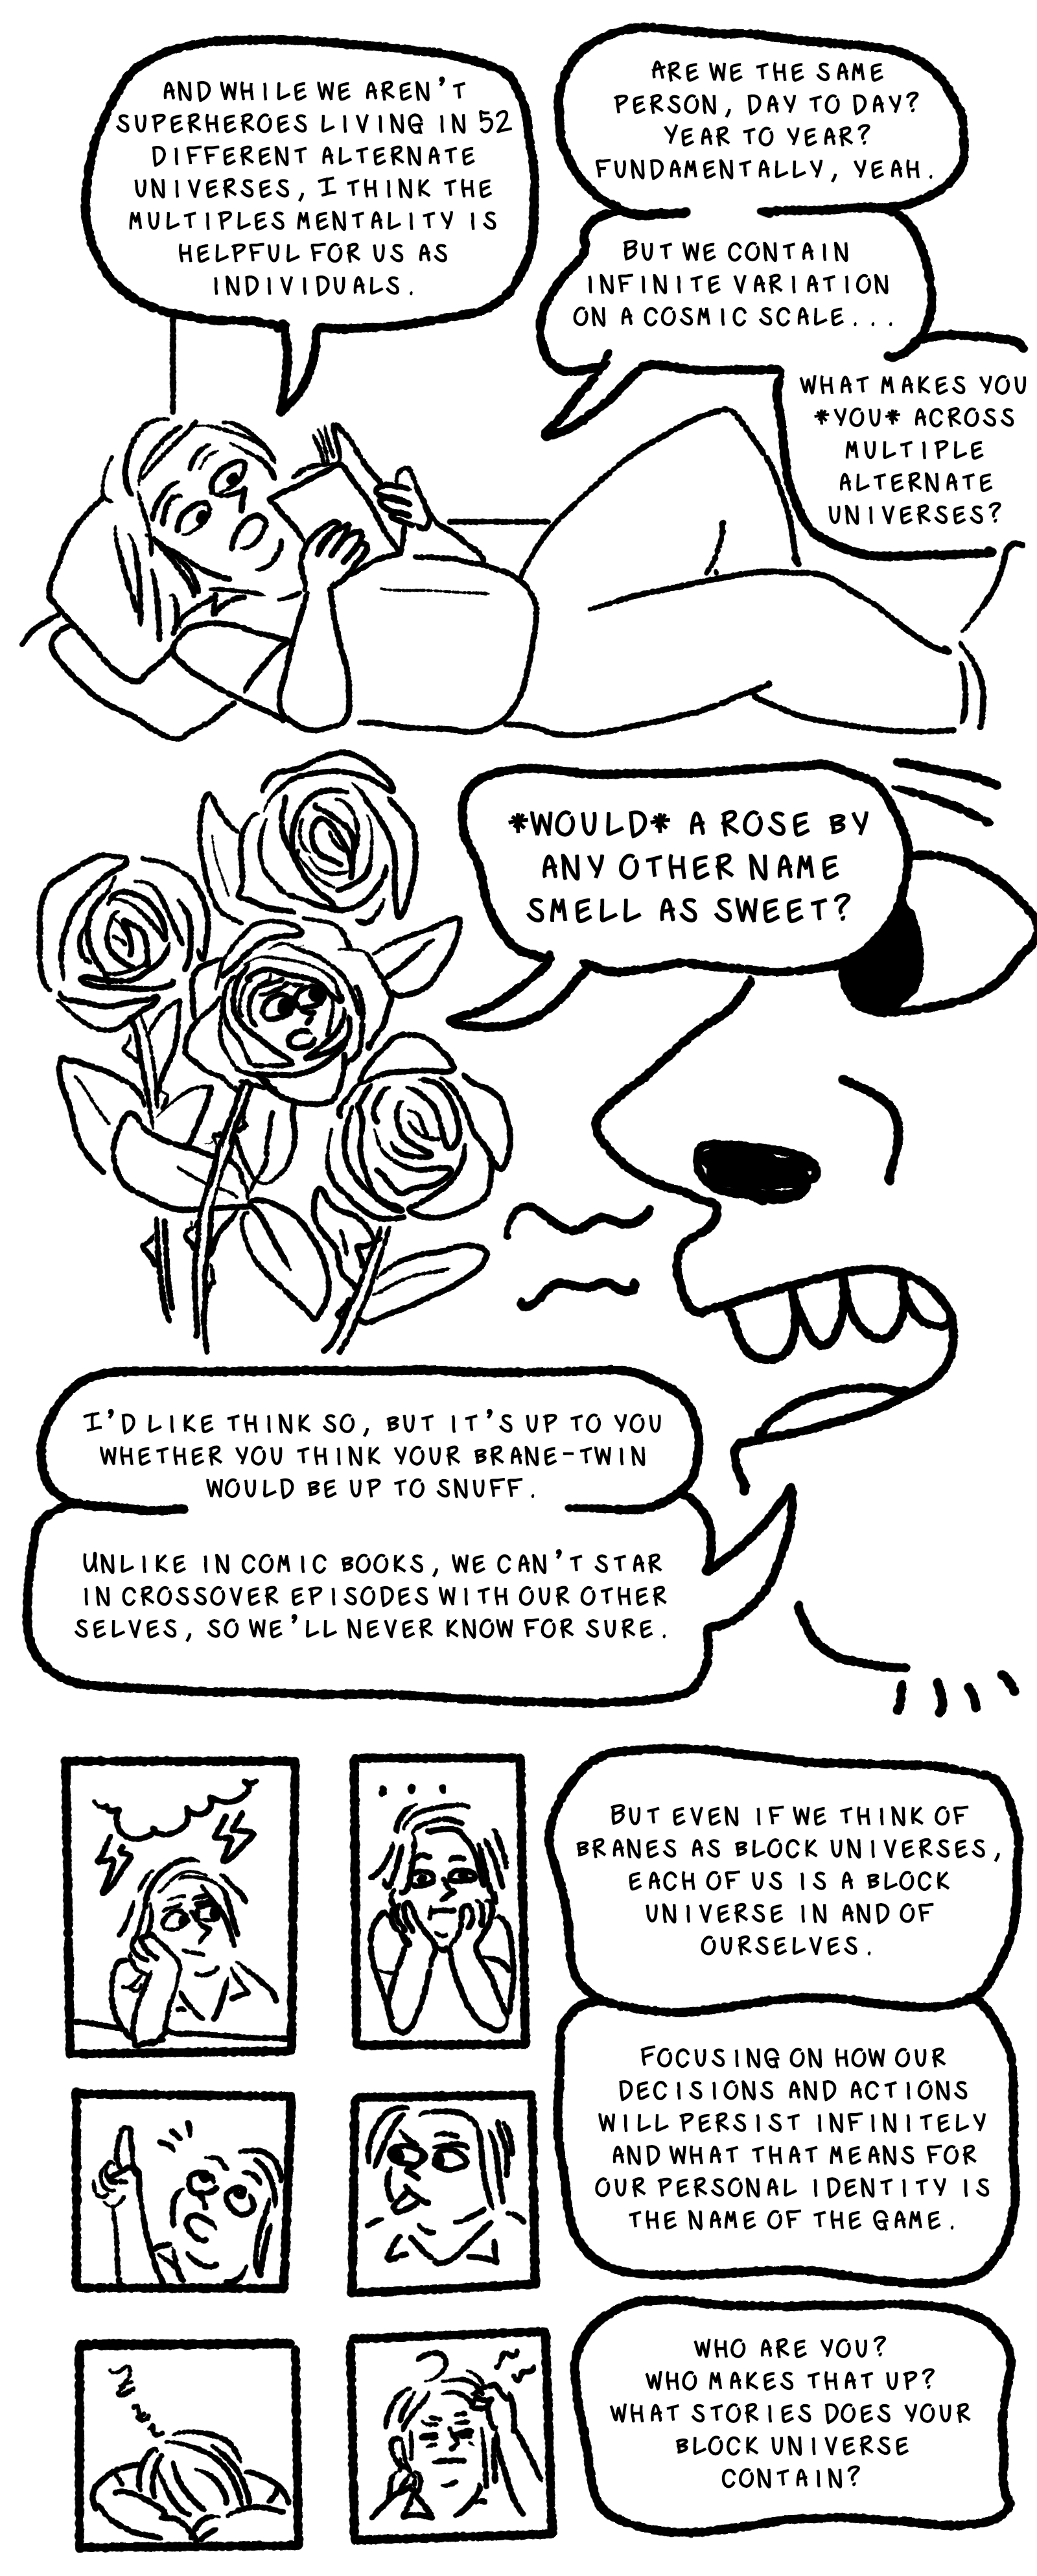 AND WHILE WE AREN'T
SUPERHEROES LIVING IN 52
DIFFERENT ALTERNATE
UNIVERSES, I THINK THE
MULTIPLES MENTALITY IS
HELPFUL FOR US AS
INDIVIDUALS.
ARE WE THE SAME
PERSON, DAY TO DAY?
YEAR TO YEAR?
FUNDAMENTALLY, YEAH.
BUT WE CONTAIN
INFINITE VARIATION
ON A COSMIC SCALE...
WHAT MAKES YOU
*YOU* ACROSS
MULTIPLE
ALTERNATE
UNIVERSES?
*WOULD* A ROSE BY
ANY OTHER NAME
SMELL AS SWEET?
I'D LIKE THINK SO, BUT IT'S UP TO YOU
WHETHER YOU THINK YOUR BRANE-TWIN
WOULD BE UP TO SNUFF.
UNLIKE IN COMIC BOOKS, WE CAN'T STAR
IN CROSSOVER EPISODES WITH OUR OTHER
SELVES, SO WE'LL NEVER KNOW FOR SURE.
...
BUT EVEN IF WE THINK OF
BRANES AS BLOCK UNIVERSES,
EACH OF US IS A BLOCK
UNIVERSE IN AND OF
OURSELVES.
FOCUSING ON HOW OUR
DECISIONS AND ACTIONS
WILL PERSIST INFINITELY
AND WHAT THAT MEANS FOR
OUR PERSONAL IDENTITY IS
THE NAME OF THE GAME.
Z
z
z
z
WHO ARE YOU?
WHO MAKES THAT UP?
WHAT STORIES DOES YOUR
BLOCK UNIVERSE
CONTAIN?